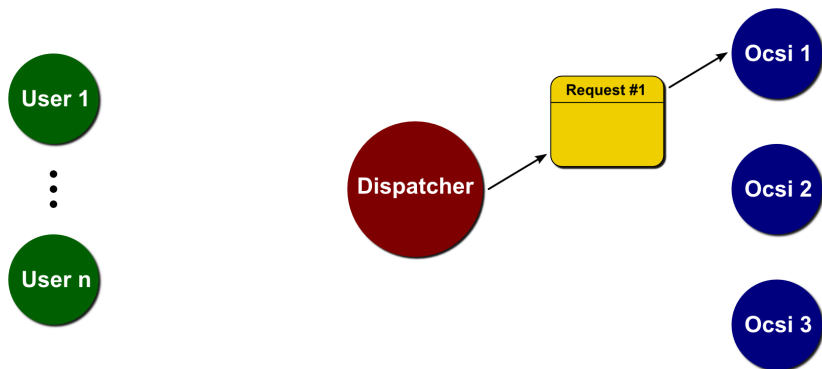 User 1
User n
Dispatcher
Request #1
Ocsi 1
Ocsi 2
Ocsi 3